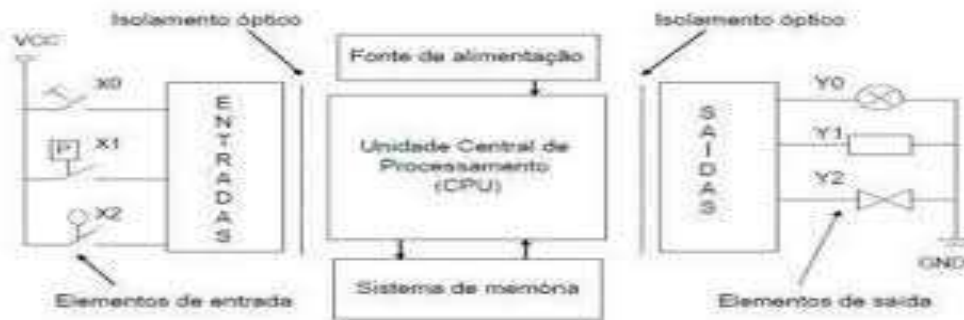 Isolamento óptico
Isolamento óptico
VCC
Fonte de alimentação
X0
Y0
ENTRADAS
P
X1
Unidade Central de
Processamento
(CPU)
SAÍDAS
Y1
X2
Y2
GND
Elementos de entrada
Sistema de memória
Elementos de saída